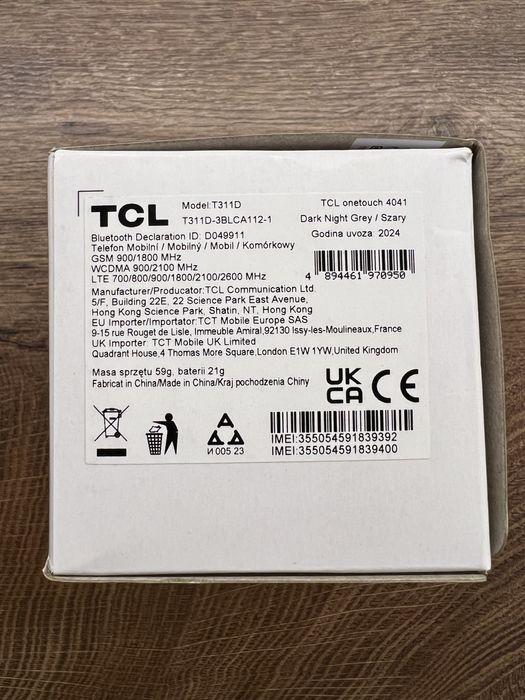 TCL
Model:T311D
T311D-3BLCA112-1
TCL onetouch 4041
Dark Night Grey / Szary
Godina uvoza: 2024
Bluetooth Declaration ID: D049911
Telefon Mobilni / Mobilný / Mobil / Komórkowy
GSM 900/1800 MHz
WCDMA 900/2100 MHz
LTE 700/800/900/1800/2100/2600 MHz
4 894461 970950
Manufacturer/Producator:TCL Communication Ltd.
5/F, Building 22E, 22 Science Park East Avenue,
Hong Kong Science Park, Shatin, NT, Hong Kong
EU Importer/Importator:TCT Mobile Europe SAS
9-15 rue Rouget de Lisle, Immeuble Amiral,92130 Issy-les-Moulineaux,France
UK Importer  TCT Mobile UK Limited
Quadrant House,4 Thomas More Square,London E1W 1YW,United Kingdom
Masa sprzętu 59g, baterii 21g
Fabricat in China/Made in China/Kraj pochodzenia Chiny
UK
CA CE
A
И 005 23
IMEI:355054591839392
IMEI:355054591839400